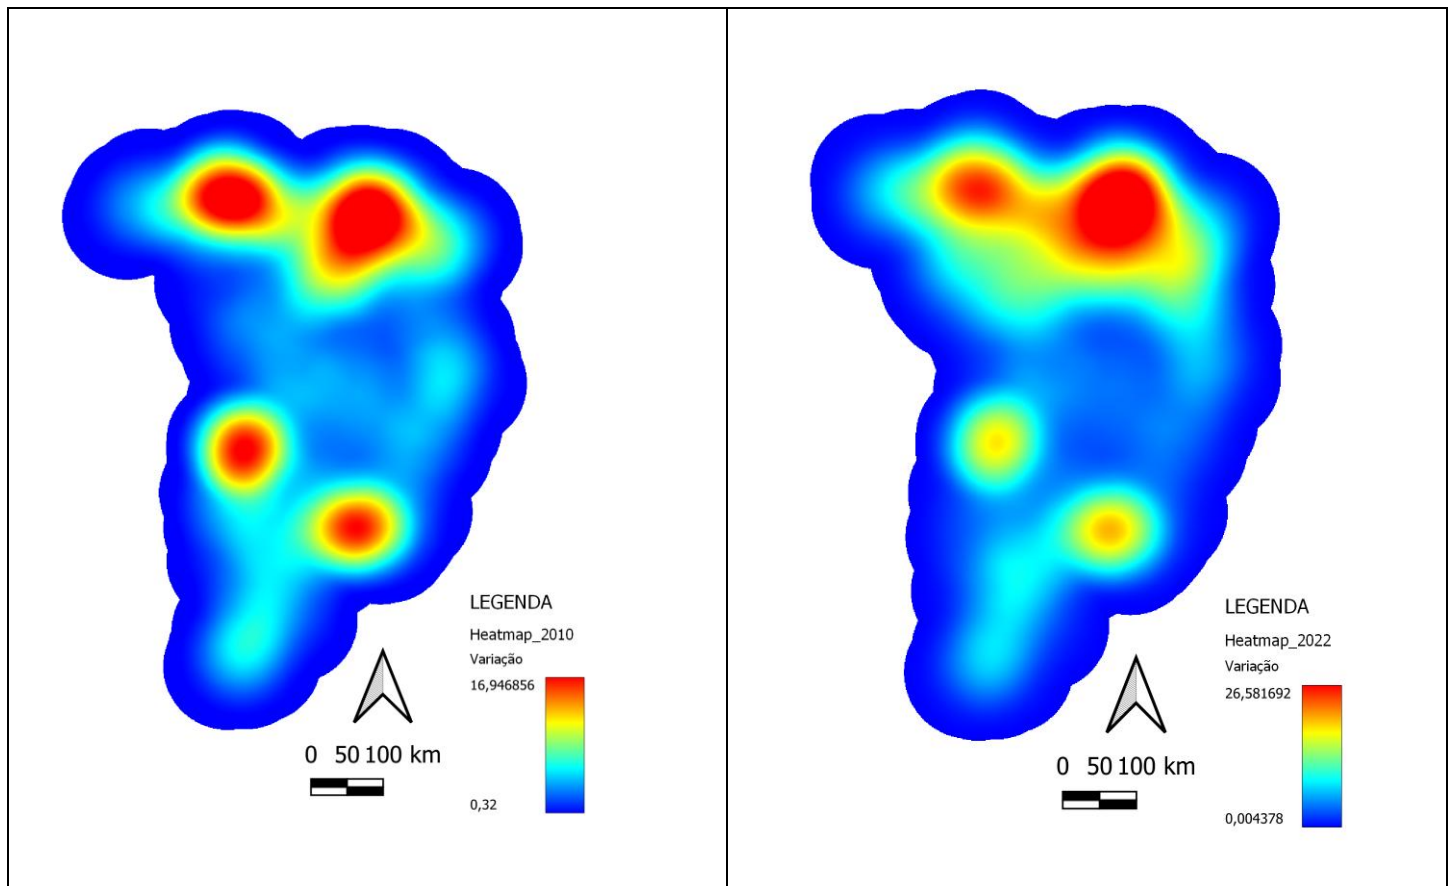 LEGENDA
Heatmap_2010
Variação
16,946856
0,32
0 50 100 km
LEGENDA
Heatmap_2022
Variação
26,581692
0,004378
0 50 100 km